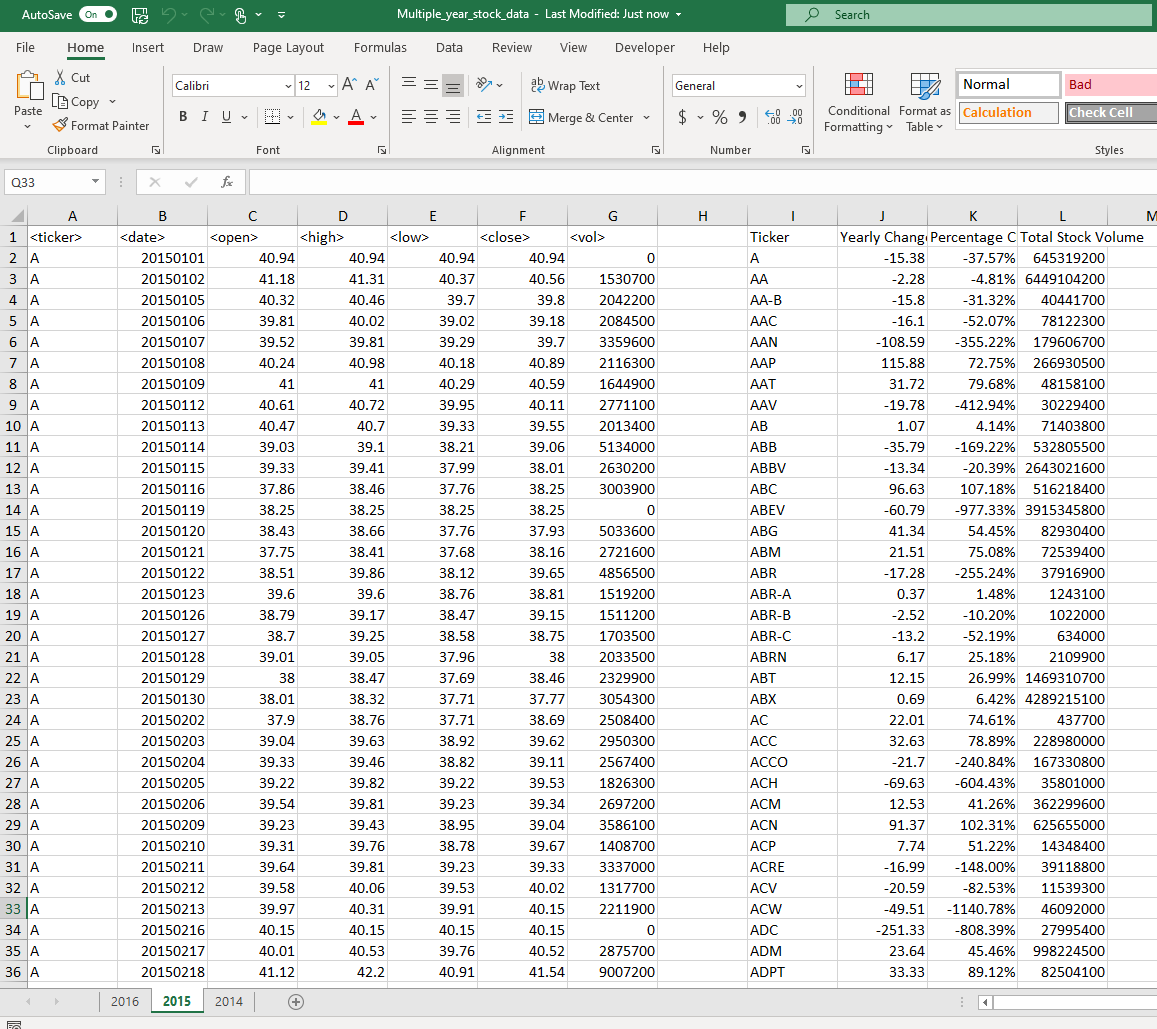 AutoSave On Multiple_year_stock_data - Last Modified: Just now Search
File Home Insert Draw Page Layout Formulas Data Review View Developer Help
Paste
Cut
Copy
Format Painter
Clipboard
Calibri 12 A A
B I U A
Font
ab Wrap Text
Merge & Center
Alignment
General
$ % 9 .00 .00
Number
Conditional Formatting
Format as Table
Normal Bad
Calculation Check Cell
Styles
Q33 fx
A B C D E F G H I J K L M
1 <ticker> <date> <open> <high> <low> <close> <vol> Ticker Yearly Chang Percentage C Total Stock Volume
2 A 20150101 40.94 40.94 40.94 40.94 0 A -15.38 -37.57% 645319200
3 A 20150102 41.18 41.31 40.37 40.56 1530700 AA -2.28 -4.81% 6449104200
4 A 20150105 40.32 40.46 39.7 39.8 2042200 AA-B -15.8 -31.32% 40441700
5 A 20150106 39.81 40.02 39.02 39.18 2084500 AAC -16.1 -52.07% 78122300
6 A 20150107 39.52 39.81 39.29 39.7 3359600 AAN -108.59 -355.22% 179606700
7 A 20150108 40.24 40.98 40.18 40.89 2116300 AAP 115.88 72.75% 266930500
8 A 20150109 41 41 40.29 40.59 1644900 AAT 31.72 79.68% 48158100
9 A 20150112 40.61 40.72 39.95 40.11 2771100 AAV -19.78 -412.94% 30229400
10 A 20150113 40.47 40.7 39.33 39.55 2013400 AB 1.07 4.14% 71403800
11 A 20150114 39.03 39.1 38.21 39.06 5134000 ABB -35.79 -169.22% 532805500
12 A 20150115 39.33 39.41 37.99 38.01 2630200 ABBV -13.34 -20.39% 2643021600
13 A 20150116 37.86 38.46 37.76 38.25 3003900 ABC 96.63 107.18% 516218400
14 A 20150119 38.25 38.25 38.25 38.25 0 ABEV -60.79 -977.33% 3915345800
15 A 20150120 38.43 38.66 37.76 37.93 5033600 ABG 41.34 54.45% 82930400
16 A 20150121 37.75 38.41 37.68 38.16 2721600 ABM 21.51 75.08% 72539400
17 A 20150122 38.51 39.86 38.12 39.65 4856500 ABR -17.28 -255.24% 37916900
18 A 20150123 39.6 39.6 38.76 38.81 1519200 ABR-A 0.37 1.48% 1243100
19 A 20150126 38.79 39.17 38.47 39.15 1511200 ABR-B -2.52 -10.20% 1022000
20 A 20150127 38.7 39.25 38.58 38.75 1703500 ABR-C -13.2 -52.19% 634000
21 A 20150128 39.01 39.05 37.96 38 2033500 ABRN 6.17 25.18% 2109900
22 A 20150129 38 38.47 37.69 38.46 2329900 ABT 12.15 26.99% 1469310700
23 A 20150130 38.01 38.32 37.71 37.77 3054300 ABX 0.69 6.42% 4289215100
24 A 20150202 37.9 38.76 37.71 38.69 2508400 AC 22.01 74.61% 437700
25 A 20150203 39.04 39.63 38.92 39.62 2950300 ACC 32.63 78.89% 228980000
26 A 20150204 39.33 39.46 38.82 39.11 2567400 ACCO -21.7 -240.84% 167330800
27 A 20150205 39.22 39.82 39.22 39.53 1826300 ACH -69.63 -604.43% 35801000
28 A 20150206 39.54 39.81 39.23 39.34 2697200 ACM 12.53 41.26% 362299600
29 A 20150209 39.23 39.43 38.95 39.04 3586100 ACN 91.37 102.31% 625655000
30 A 20150210 39.31 39.76 38.78 39.67 1408700 ACP 7.74 51.22% 14348400
31 A 20150211 39.64 39.81 39.23 39.33 3337000 ACRE -16.99 -148.00% 39118800
32 A 20150212 39.58 40.06 39.53 40.02 1317700 ACV -20.59 -82.53% 11539300
33 A 20150213 39.97 40.31 39.91 40.15 2211900 ACW -49.51 -1140.78% 46092000
34 A 20150216 40.15 40.15 40.15 40.15 0 ADC -251.33 -808.39% 27995400
35 A 20150217 40.01 40.53 39.76 40.52 2875700 ADM 23.64 45.46% 998224500
36 A 20150218 41.12 42.2 40.91 41.54 9007200 ADPT 33.33 89.12% 82504100
2016 2015 2014